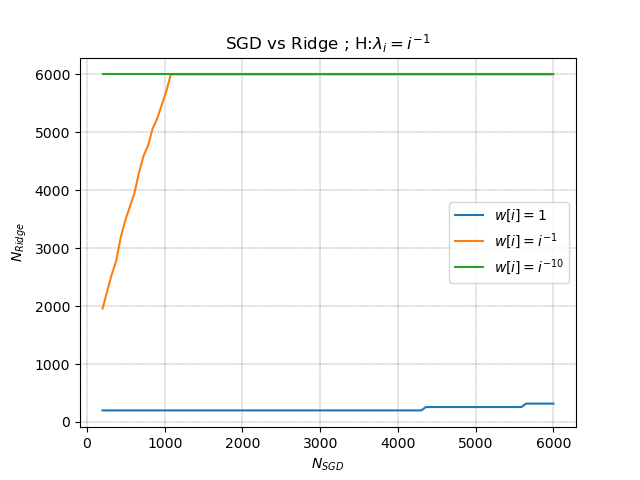 SGD vs Ridge ; H:λᵢ = i⁻¹
6000
5000
4000
3000
2000
1000
0
N_Ridge
w[i] = 1
w[i] = i⁻¹
w[i] = i⁻¹⁰
0 1000 2000 3000 4000 5000 6000
N_SGD